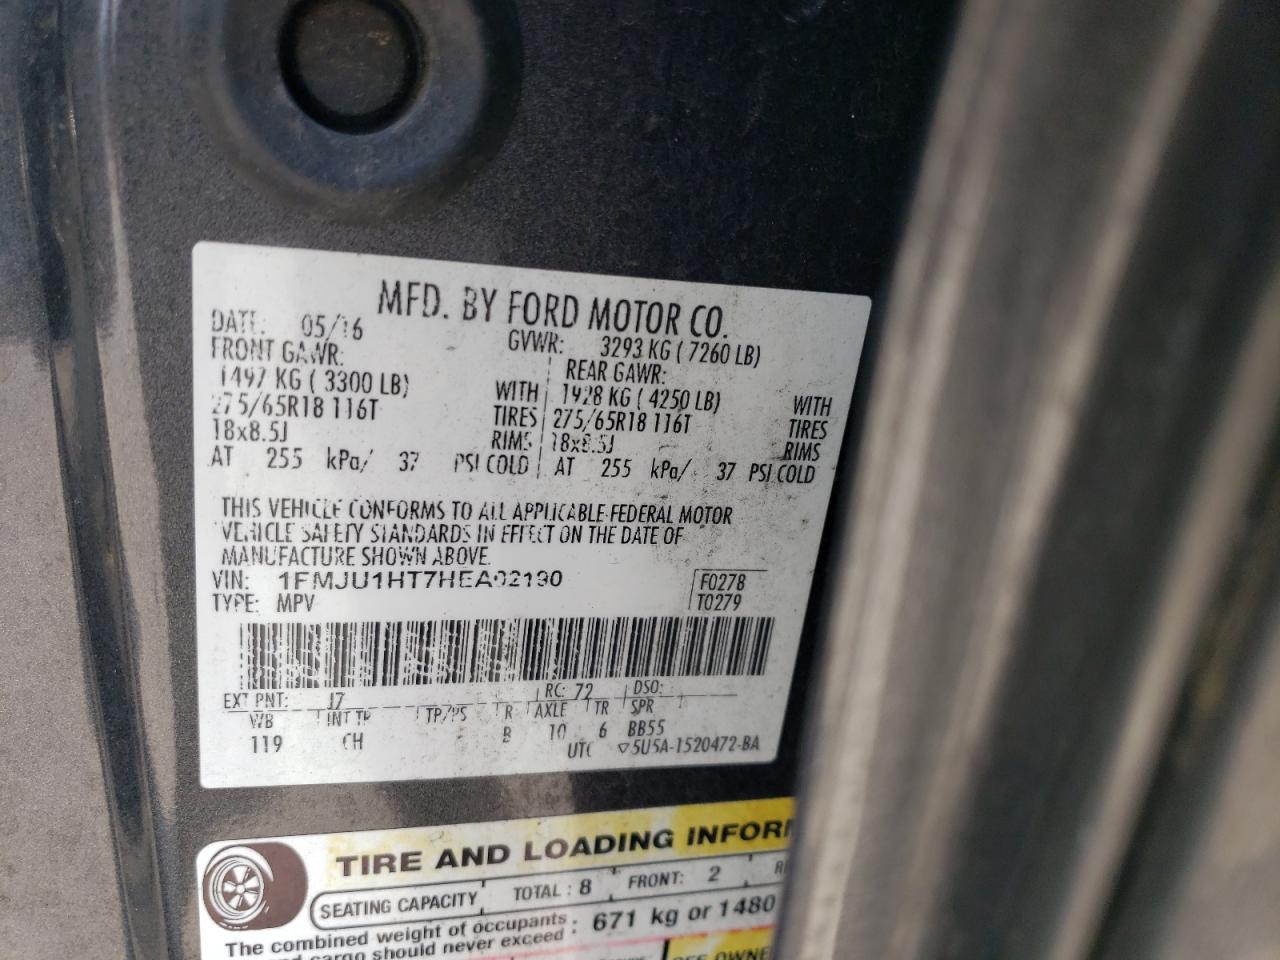 MFD. BY FORD MOTOR CO.
DATE: 05/16 GVWR: 3293 KG ( 7260 LB)
FRONT GAWR: REAR GAWR:
1497 KG ( 3300 LB) WITH 1928 KG ( 4250 LB) WITH
275/65R18 116T TIRES 275/65R18 116T TIRES
18x8.5J RIMS 18x8.5J RIMS
AT 255 kPa/ 37 PSI COLD AT 255 kPa/ 37 PSI COLD
THIS VEHICLE CONFORMS TO ALL APPLICABLE FEDERAL MOTOR
VEHICLE SAFETY STANDARDS IN EFFECT ON THE DATE OF
MANUFACTURE SHOWN ABOVE.
VIN: 1FMJU1HT7HEA02190 F0278
TYPE: MPV T0279
EXT PNT: J7 RC: 72 DSO:
WB INT TR TP/PS R AXLE TR SPR
119 CH B 10 6 BB55
UTC ▽5U5A-1520472-BA
TIRE AND LOADING
SEATING CAPACITY TOTAL : 8 FRONT: 2
The combined weight of occupants : 671 kg or 1480
cargo should never exceed :
SEE OWNE